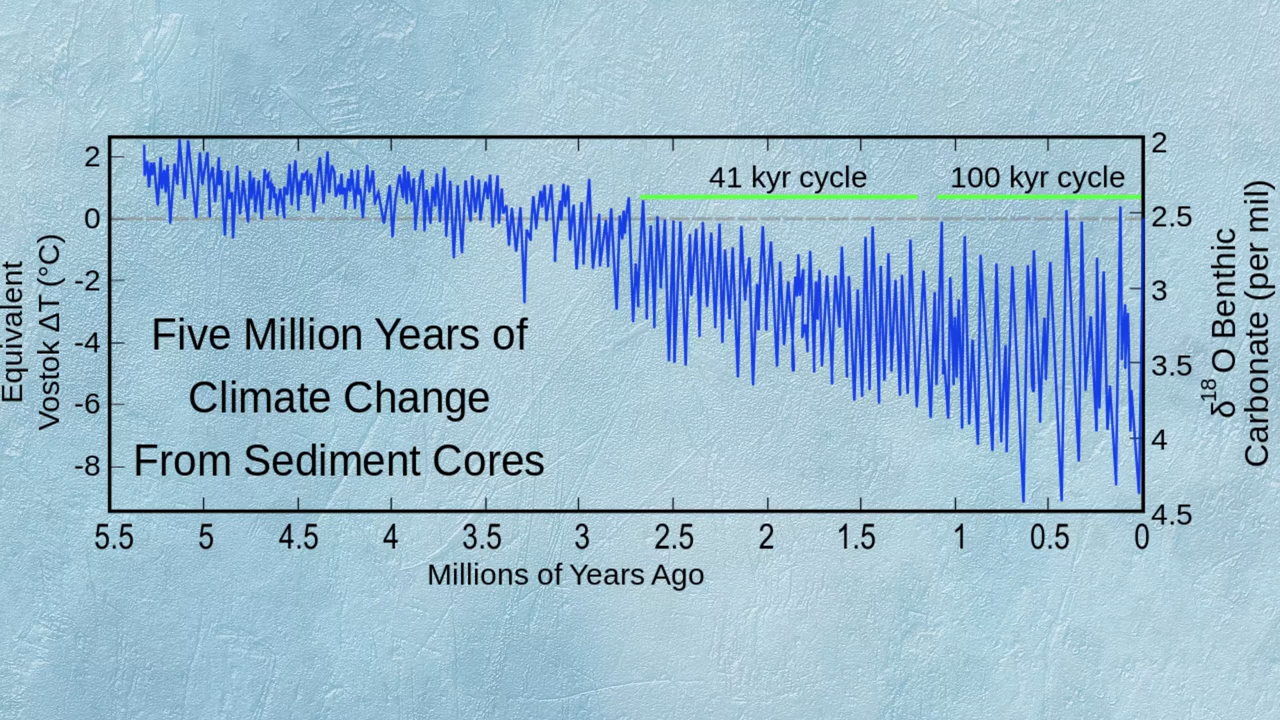 Five Million Years of
Climate Change
From Sediment Cores
41 kyr cycle
100 kyr cycle
Equivalent
Vostok ΔT (°C)
2
0
-2
-4
-6
-8
2
2.5
3
3.5
4
4.5
δ18 O Benthic
Carbonate (per mil)
5.5 5 4.5 4 3.5 3 2.5 2 1.5 1 0.5 0
Millions of Years Ago